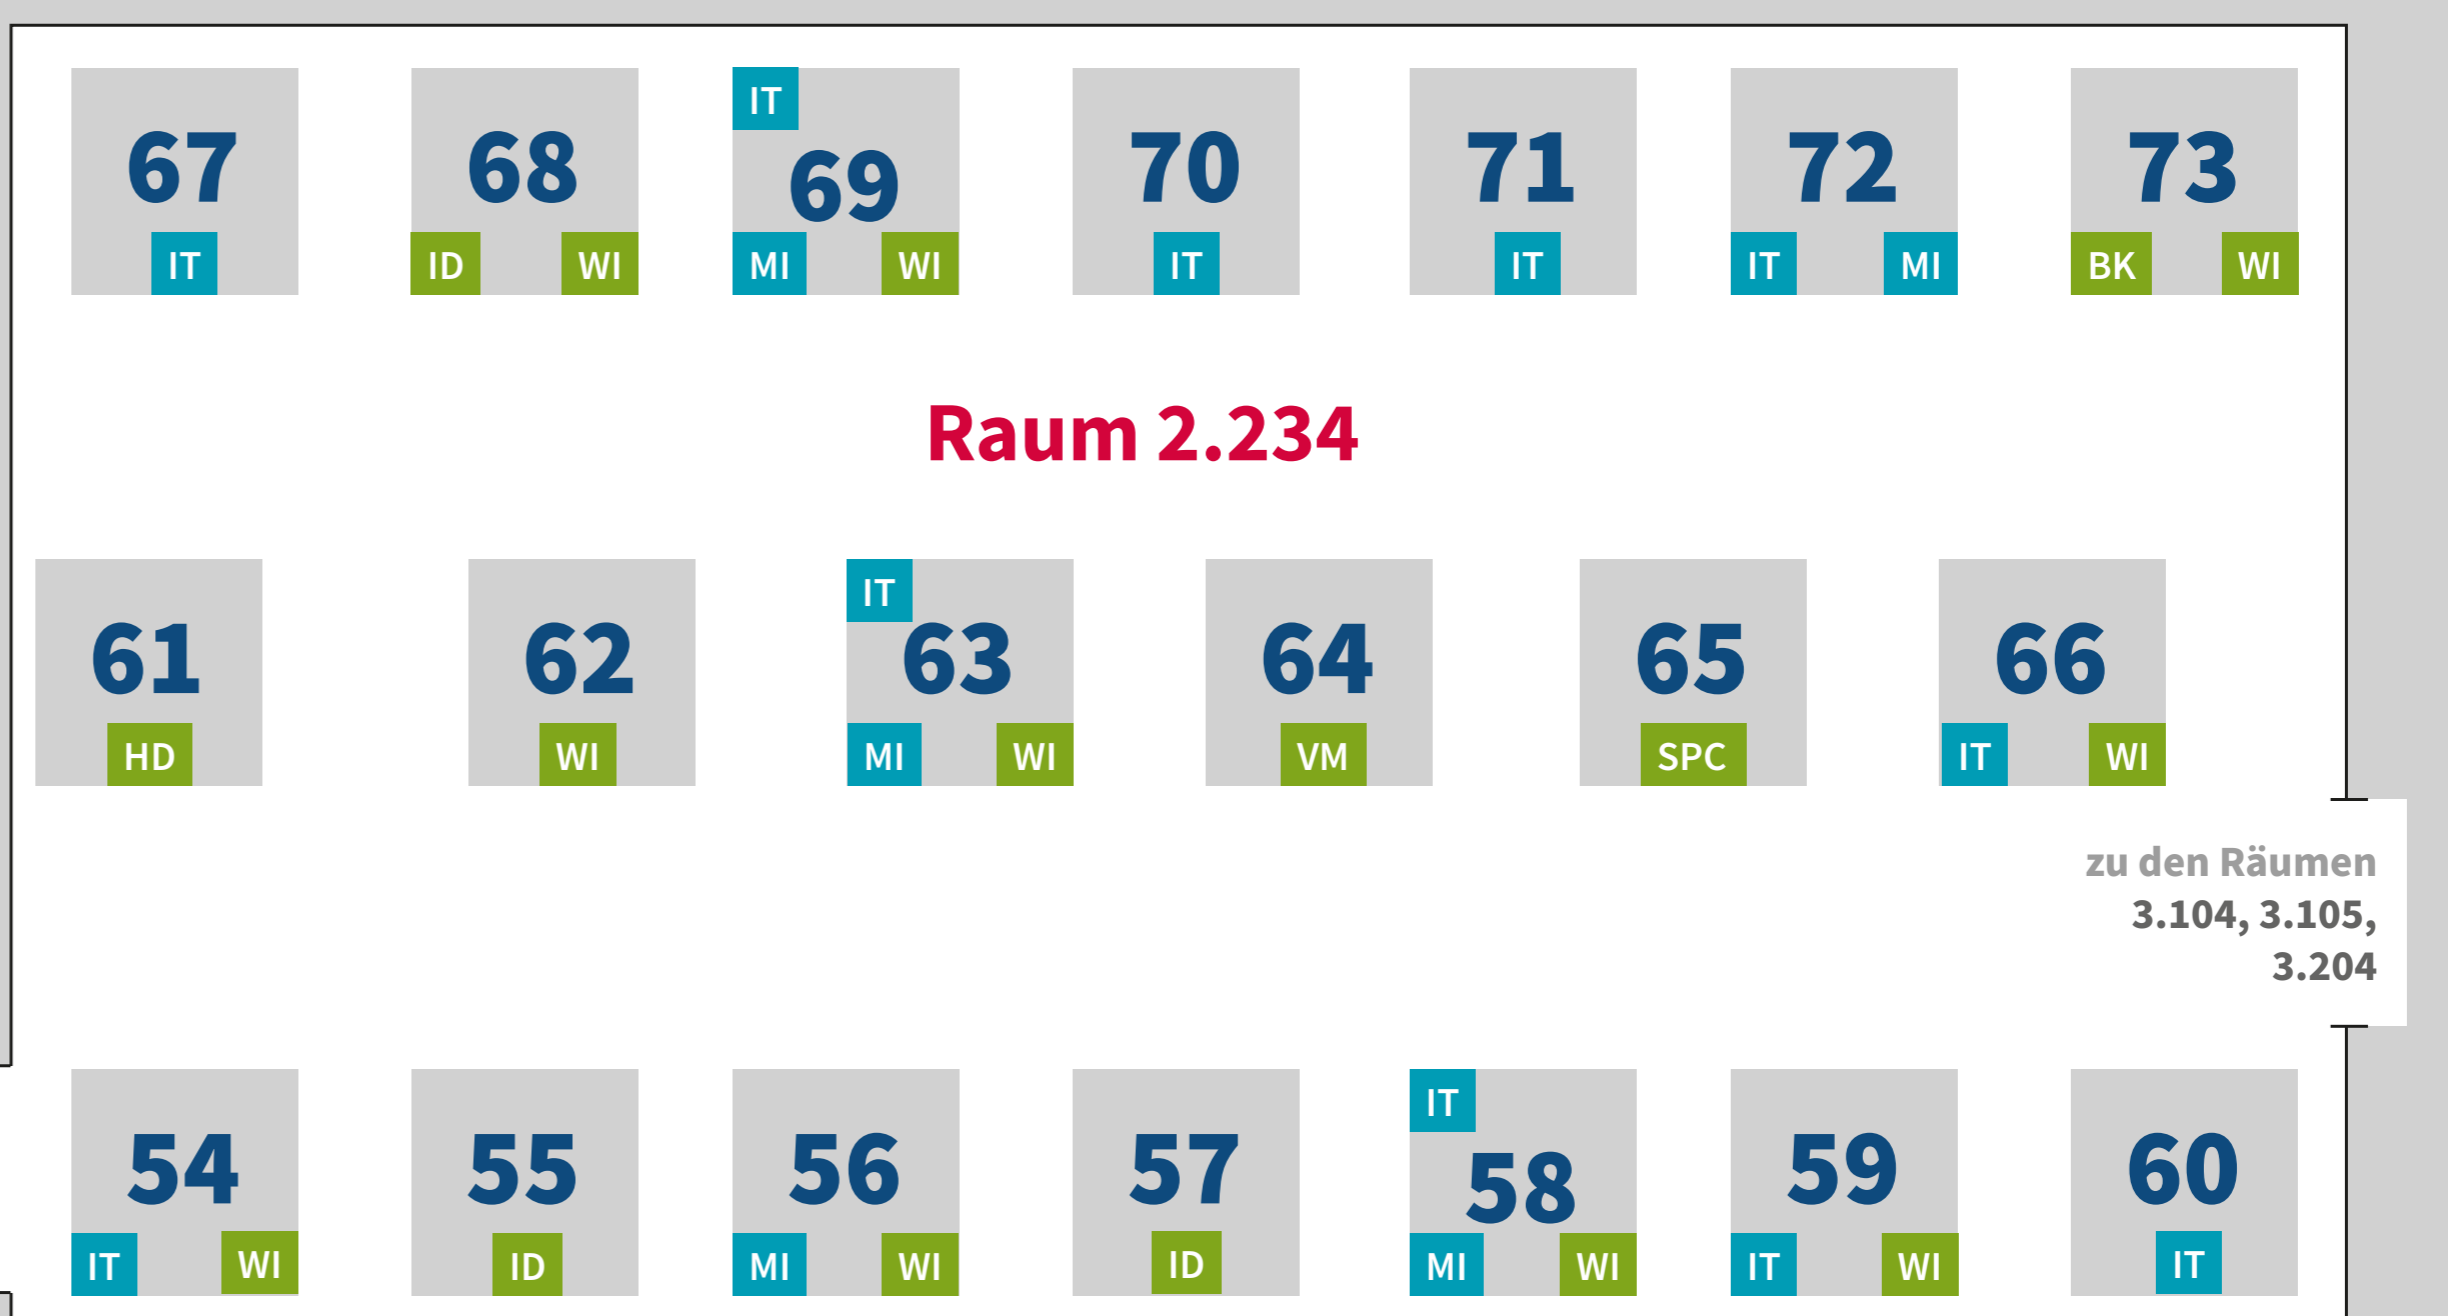 IT
67 68 69 70 71 72 73
IT ID WI MI WI IT IT IT MI BK WI
Raum 2.234
IT
61 62 63 64 65 66
HD WI MI WI VM SPC IT WI
zu den Räumen
3.104, 3.105,
3.204
IT
54 55 56 57 58 59 60
IT WI ID MI WI ID MI WI IT WI IT